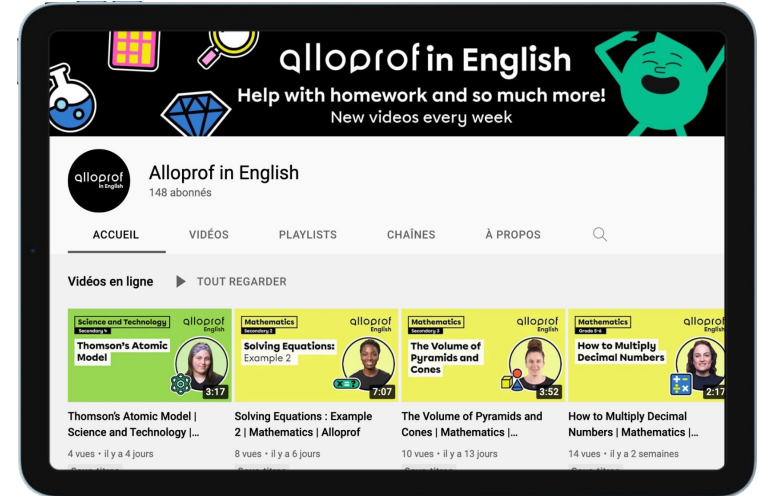 alloprof in English
Help with homework and so much more!
New videos every week
alloprof
in English
Alloprof in English
148 abonnés
ACCUEIL VIDÉOS PLAYLISTS CHAÎNES À PROPOS
Vidéos en ligne TOUT REGARDER
Science and Technology
Secondary 4
alloprof
English
Thomson's Atomic
Model
3:17
Thomson's Atomic Model |
Science and Technology |...
4 vues • il y a 4 jours
Sous-titres
Mathematics
Secondary 2
alloprof
English
Solving Equations:
Example 2
7:07
Solving Equations : Example
2 | Mathematics | Alloprof
8 vues • il y a 6 jours
Mathematics
Secondary 3
alloprof
English
The Volume of
Pyramids and
Cones
3:52
The Volume of Pyramids and
Cones | Mathematics |...
10 vues • il y a 13 jours
Sous-titres
Mathematics
Grade 5-6
alloprof
English
How to Multiply
Decimal Numbers
2:17
How to Multiply Decimal
Numbers | Mathematics |...
14 vues • il y a 2 semaines
Sous-titres